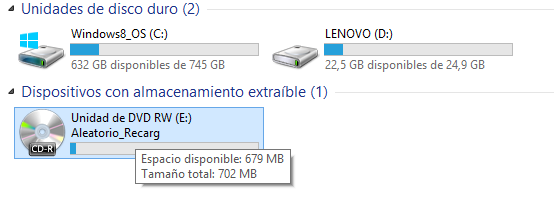 Unidades de disco duro (2)
Windows8_OS (C:)
632 GB disponibles de 745 GB
LENOVO (D:)
22,5 GB disponibles de 24,9 GB
Dispositivos con almacenamiento extraíble (1)
Unidad de DVD RW (E:)
Aleatorio_Recarg
CD-R
Espacio disponible: 679 MB
Tamaño total: 702 MB